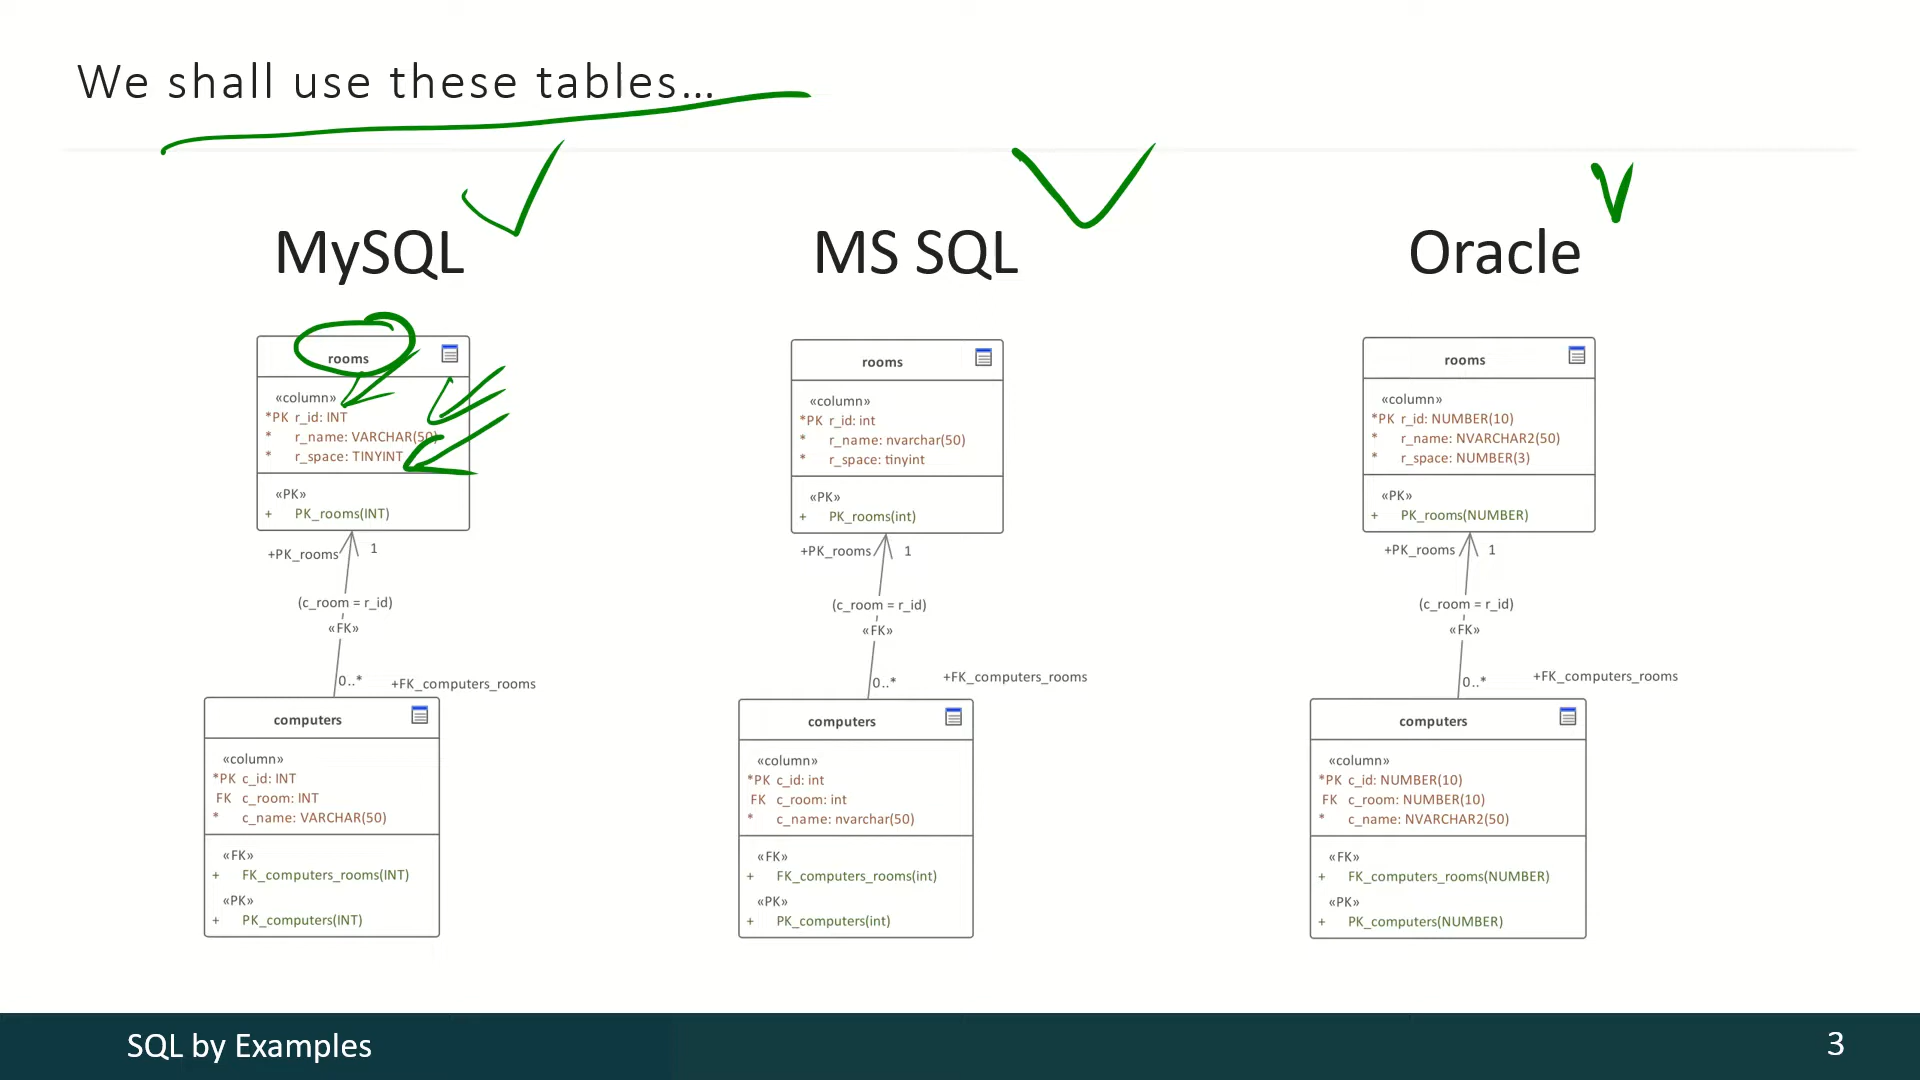 We shall use these tables...
MySQL
rooms
«column»
*PK r_id: INT
* r_name: VARCHAR(50)
* r_space: TINYINT
«PK»
+ PK_rooms(INT)
+PK_rooms 1
(c_room = r_id)
«FK»
0..* +FK_computers_rooms
computers
«column»
*PK c_id: INT
FK c_room: INT
* c_name: VARCHAR(50)
«FK»
+ FK_computers_rooms(INT)
«PK»
+ PK_computers(INT)
MS SQL
rooms
«column»
*PK r_id: int
* r_name: nvarchar(50)
* r_space: tinyint
«PK»
+ PK_rooms(int)
+PK_rooms 1
(c_room = r_id)
«FK»
0..* +FK_computers_rooms
computers
«column»
*PK c_id: int
FK c_room: int
* c_name: nvarchar(50)
«FK»
+ FK_computers_rooms(int)
«PK»
+ PK_computers(int)
Oracle
rooms
«column»
*PK r_id: NUMBER(10)
* r_name: NVARCHAR2(50)
* r_space: NUMBER(3)
«PK»
+ PK_rooms(NUMBER)
+PK_rooms 1
(c_room = r_id)
«FK»
0..* +FK_computers_rooms
computers
«column»
*PK c_id: NUMBER(10)
FK c_room: NUMBER(10)
* c_name: NVARCHAR2(50)
«FK»
+ FK_computers_rooms(NUMBER)
«PK»
+ PK_computers(NUMBER)
SQL by Examples
3